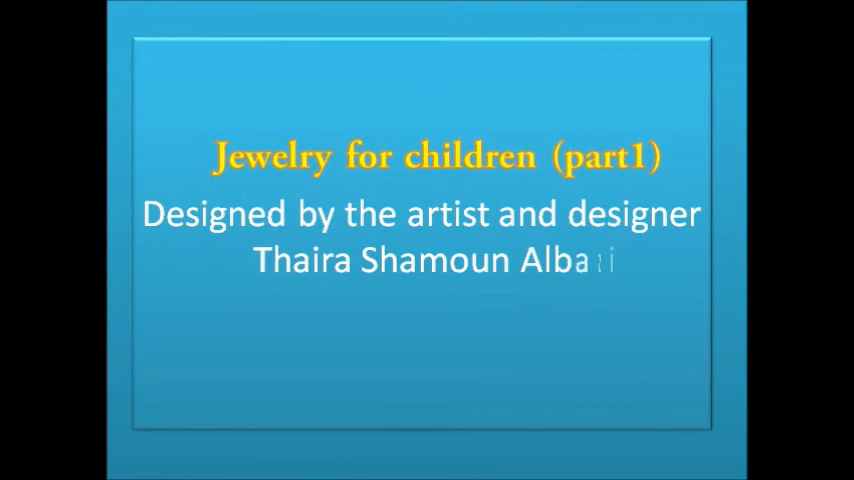 Jewelry for children (part1)
Designed by the artist and designer
Thaira Shamoun